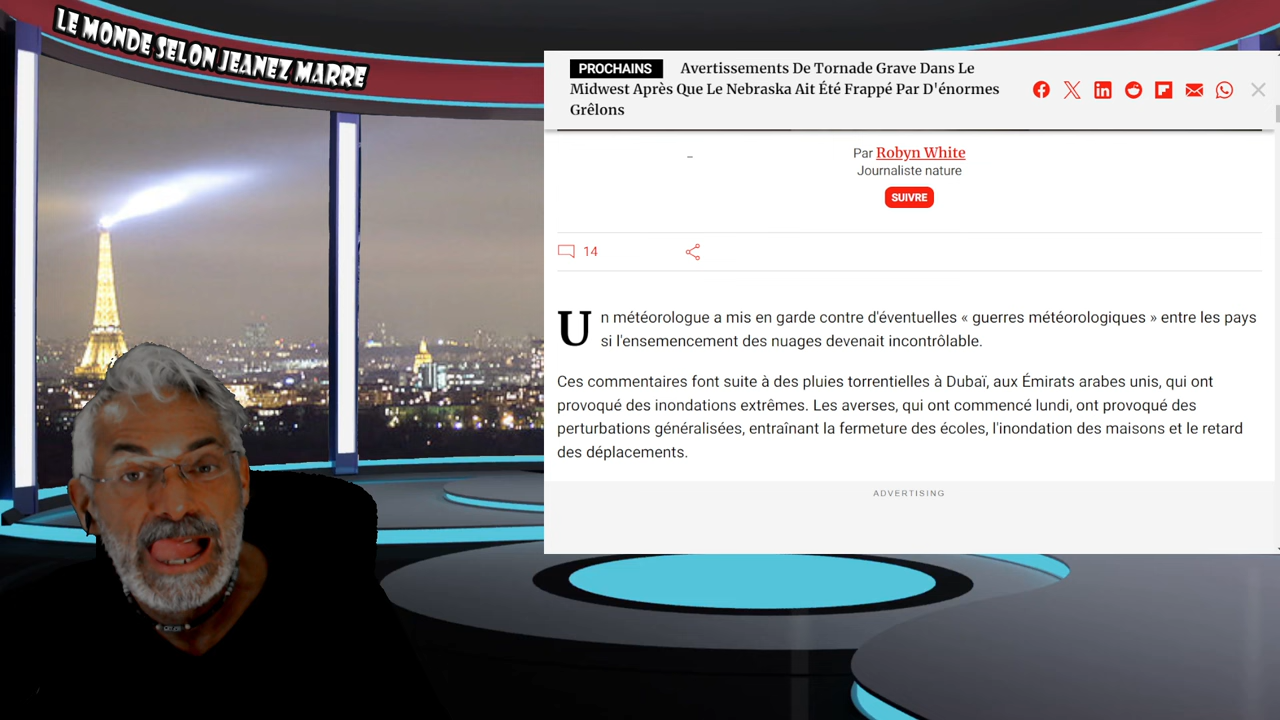 LE MONDE SELON JEANEZ MARRE
PROCHAINS Avertissements De Tornade Grave Dans Le
Midwest Après Que Le Nebraska Ait Été Frappé Par D'énormes
Grêlons
Par Robyn White
Journaliste nature
SUIVRE
14
Un météorologue a mis en garde contre d'éventuelles « guerres météorologiques » entre les pays
si l'ensemencement des nuages devenait incontrôlable.
Ces commentaires font suite à des pluies torrentielles à Dubaï, aux Émirats arabes unis, qui ont
provoqué des inondations extrêmes. Les averses, qui ont commencé lundi, ont provoqué des
perturbations généralisées, entraînant la fermeture des écoles, l'inondation des maisons et le retard
des déplacements.
ADVERTISING